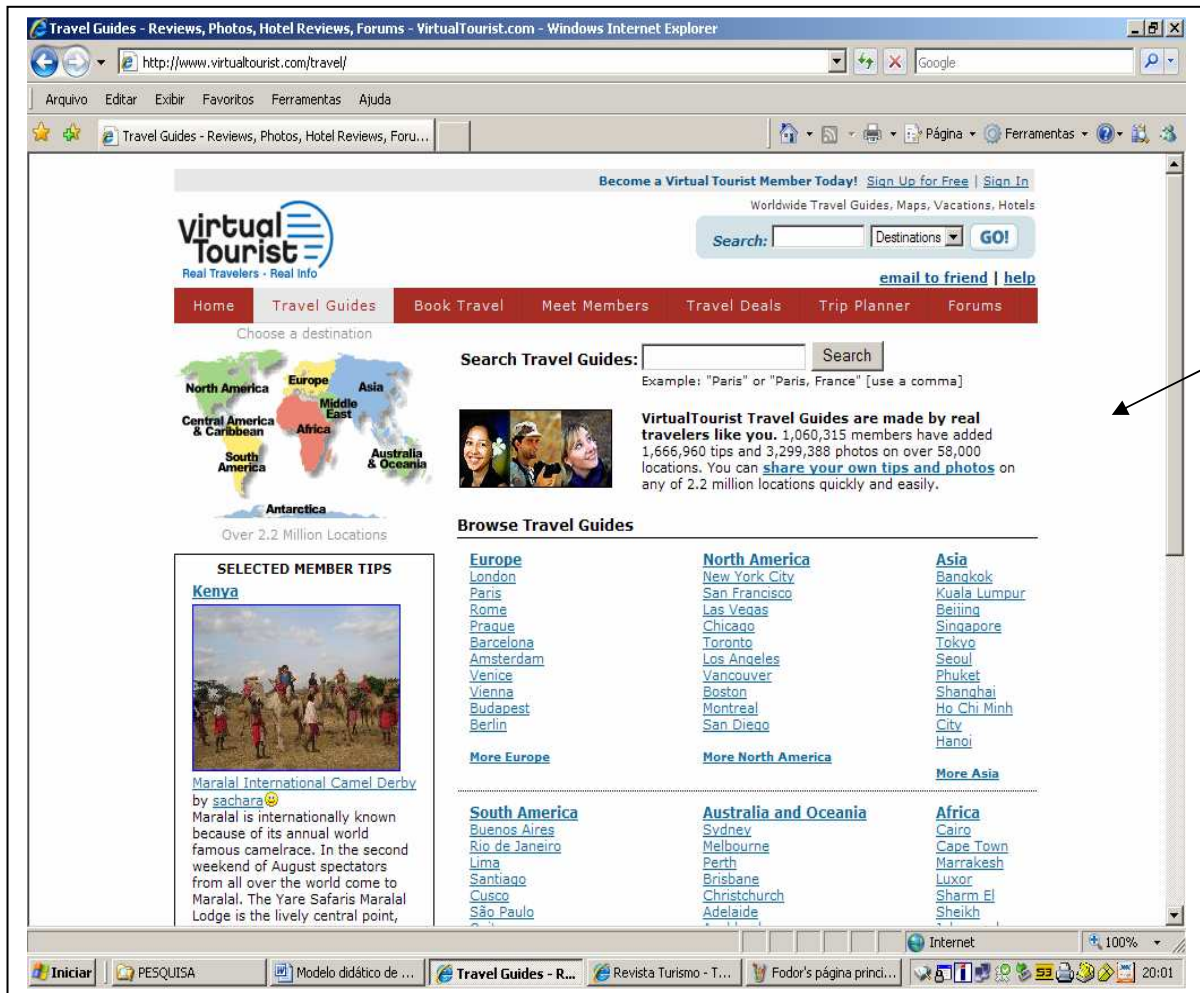 Travel Guides - Reviews, Photos, Hotel Reviews, Forums - VirtualTourist.com - Windows Internet Explorer
http://www.virtualtourist.com/travel/
Google
Arquivo Editar Exibir Favoritos Ferramentas Ajuda
Travel Guides - Reviews, Photos, Hotel Reviews, Foru...
Página Ferramentas
Become a Virtual Tourist Member Today! Sign Up for Free | Sign In
Worldwide Travel Guides, Maps, Vacations, Hotels
virtual
Tourist
Real Travelers - Real Info
Search: Destinations GO!
email to friend | help
Home Travel Guides Book Travel Meet Members Travel Deals Trip Planner Forums
Choose a destination
North America
Europe
Asia
Middle
East
Central America
& Caribbean
Africa
South
America
Australia
& Oceania
Antarctica
Over 2.2 Million Locations
Search Travel Guides: Search
Example: "Paris" or "Paris, France" [use a comma]
VirtualTourist Travel Guides are made by real
travelers like you. 1,060,315 members have added
1,666,960 tips and 3,299,388 photos on over 58,000
locations. You can share your own tips and photos on
any of 2.2 million locations quickly and easily.
SELECTED MEMBER TIPS
Kenya
Maralal International Camel Derby
by sachara
Maralal is internationally known
because of its annual world
famous camelrace. In the second
weekend of August spectators
from all over the world come to
Maralal. The Yare Safaris Maralal
Lodge is the lively central point,
Browse Travel Guides
Europe
London
Paris
Rome
Prague
Barcelona
Amsterdam
Venice
Vienna
Budapest
Berlin
More Europe
North America
New York City
San Francisco
Las Vegas
Chicago
Toronto
Los Angeles
Vancouver
Boston
Montreal
San Diego
More North America
Asia
Bangkok
Kuala Lumpur
Beijing
Singapore
Tokyo
Seoul
Phuket
Shanghai
Ho Chi Minh
City
Hanoi
More Asia
South America
Buenos Aires
Rio de Janeiro
Lima
Santiago
Cusco
São Paulo
Australia and Oceania
Sydney
Melbourne
Perth
Brisbane
Christchurch
Adelaide
Africa
Cairo
Cape Town
Marrakesh
Luxor
Sharm El
Sheikh
Internet 100%
Iniciar PESQUISA Modelo didático de ... Travel Guides - R... Revista Turismo - T... Fodor's página princi... 53 20:01